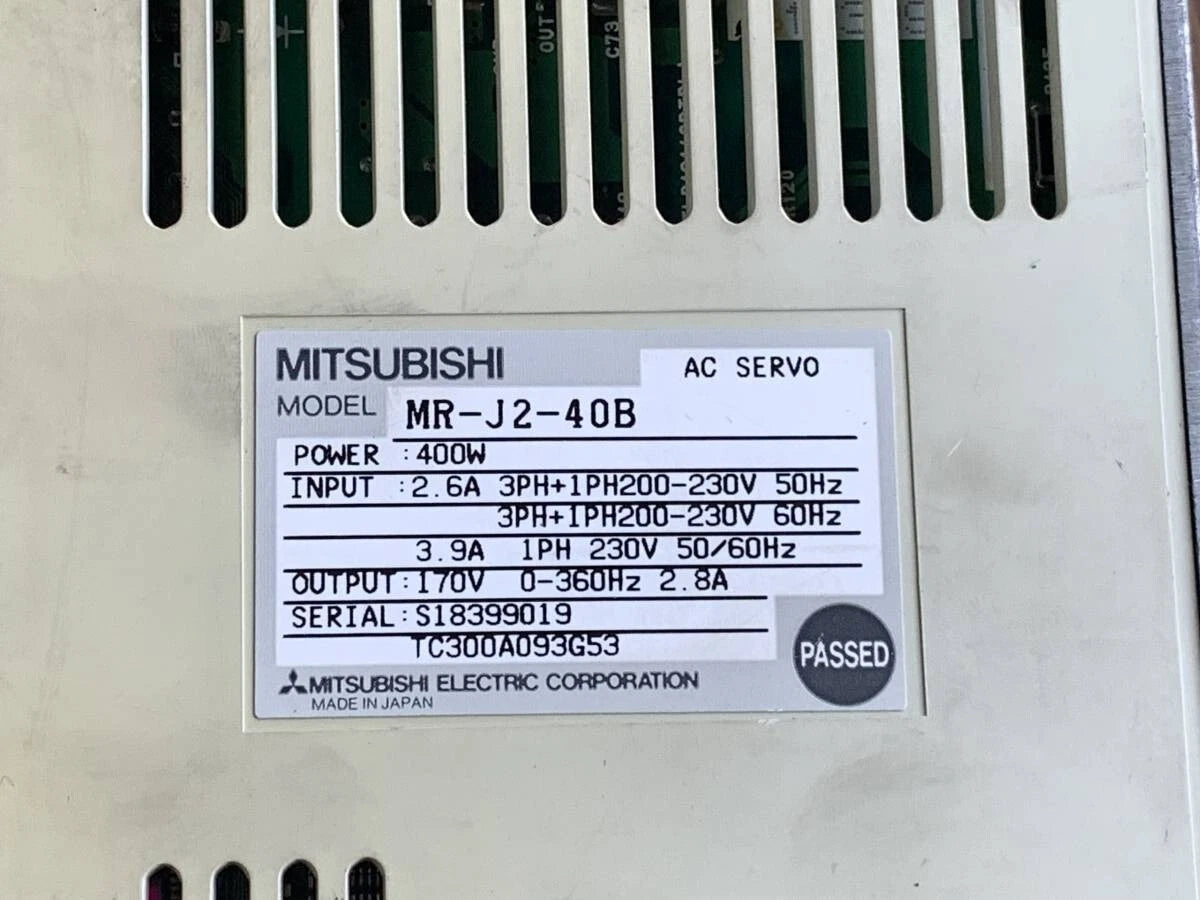 OUT
C73
MITSUBISHI
AC SERVO
MODEL MR-J2-40B
POWER :400W
INPUT :2.6A 3PH+1PH200-230V 50Hz
3PH+1PH200-230V 60Hz
3.9A 1PH 230V 50/60Hz
OUTPUT:170V 0-360Hz 2.8A
SERIAL:S18399019
TC300A093G53
PASSED
MITSUBISHI ELECTRIC CORPORATION
MADE IN JAPAN